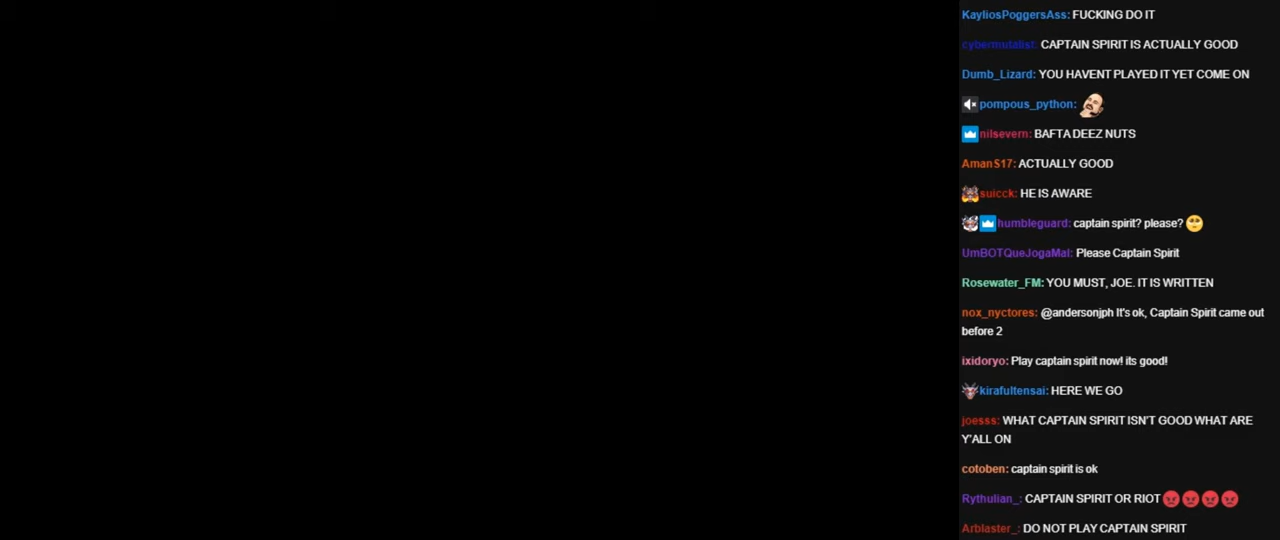 KayliosPoggersAss: FUCKING DO IT
cybermutalist: CAPTAIN SPIRIT IS ACTUALLY GOOD
Dumb_Lizard: YOU HAVENT PLAYED IT YET COME ON
pompous_python:
nilsevern: BAFTA DEEZ NUTS
AmanS17: ACTUALLY GOOD
suicck: HE IS AWARE
humbleguard: captain spirit? please?
UmBOTQueJogaMal: Please Captain Spirit
Rosewater_FM: YOU MUST, JOE. IT IS WRITTEN
nox_nyctores: @andersonjph It's ok, Captain Spirit came out
before 2
ixidoryo: Play captain spirit now! its good!
kirafultensai: HERE WE GO
joesss: WHAT CAPTAIN SPIRIT ISN'T GOOD WHAT ARE
Y'ALL ON
cotoben: captain spirit is ok
Rythulian_: CAPTAIN SPIRIT OR RIOT
Arblaster_: DO NOT PLAY CAPTAIN SPIRIT